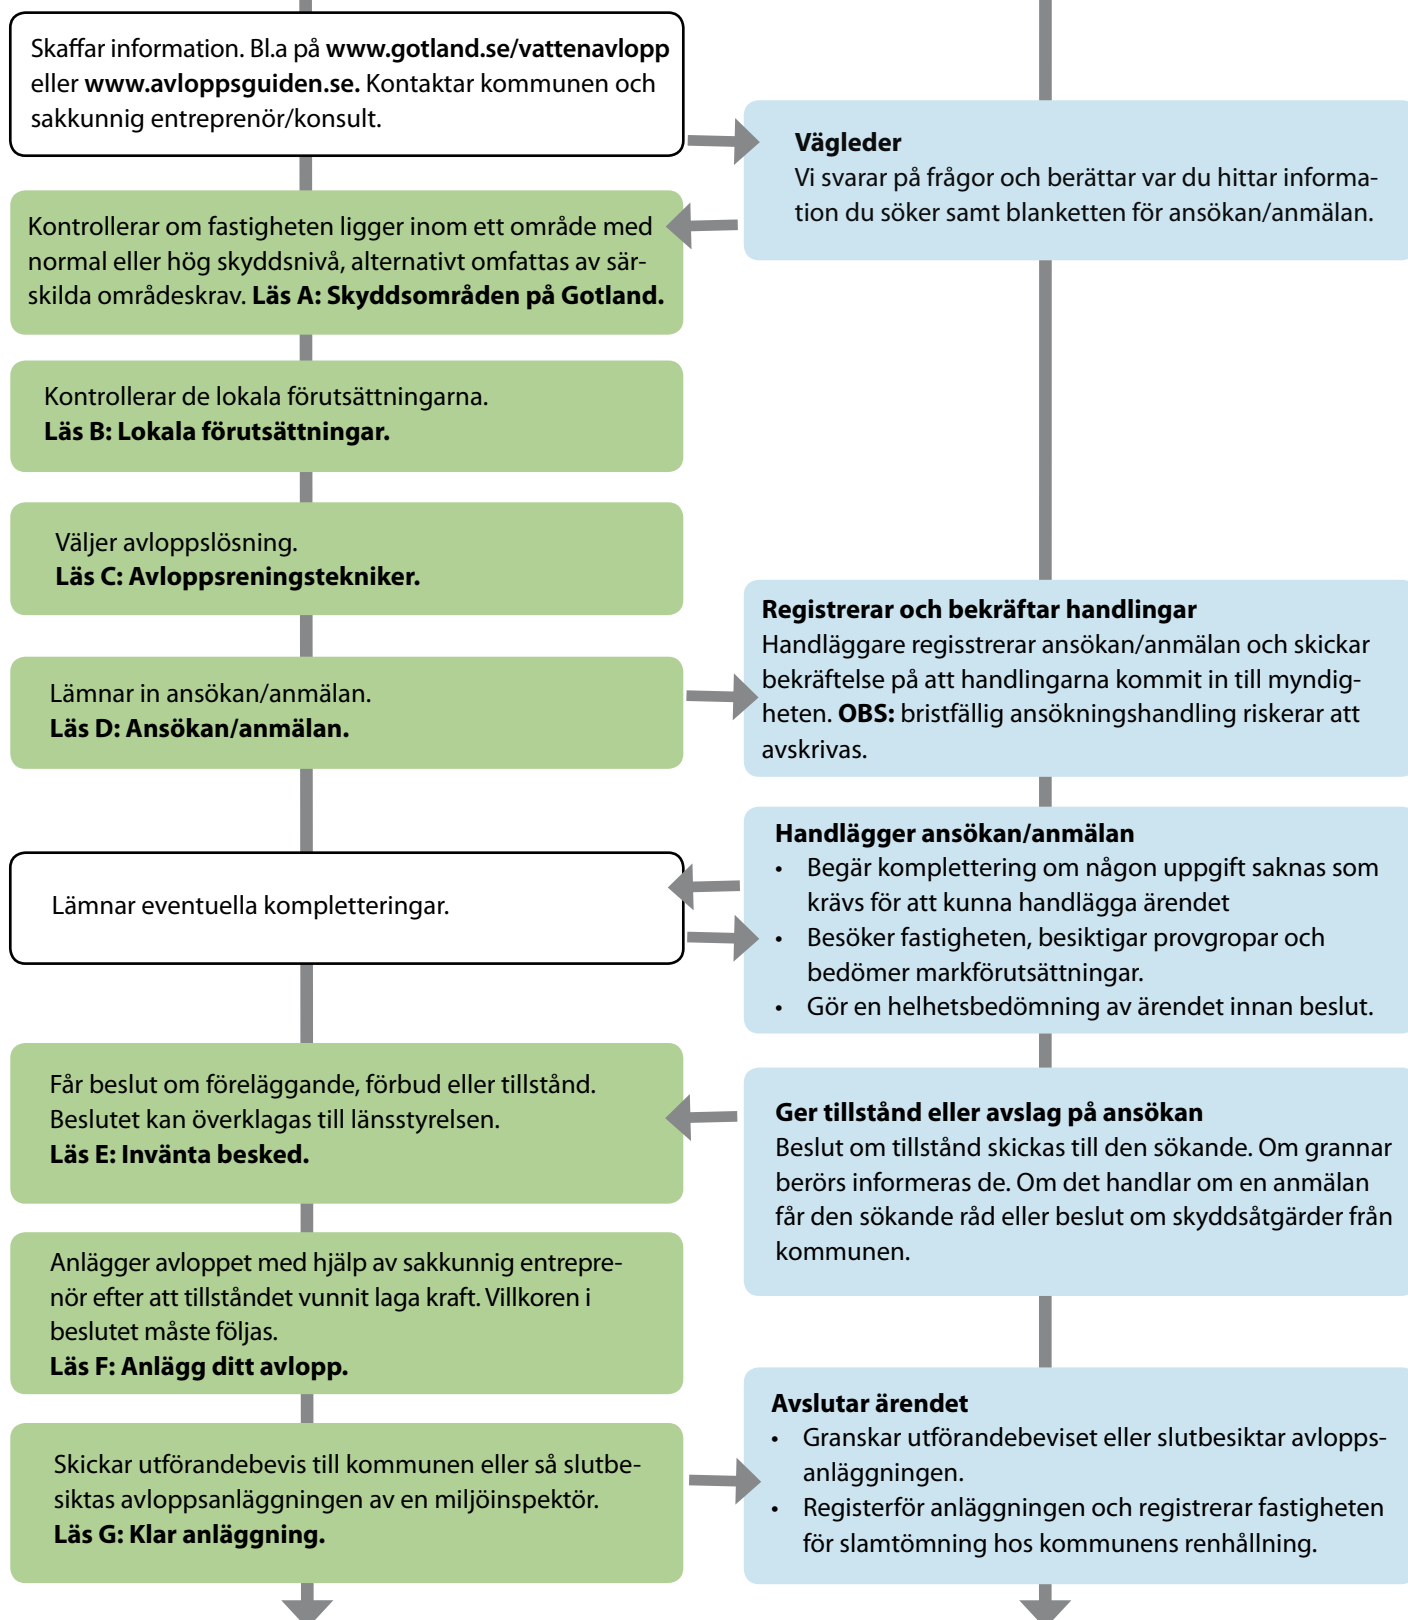 Skaffar information. Bl.a på www.gotland.se/vattenavlopp
eller www.avloppsguiden.se. Kontaktar kommunen och
sakkunnig entreprenör/konsult.
Vägleder
Vi svarar på frågor och berättar var du hittar informa-
tion du söker samt blanketten för ansökan/anmälan.
Kontrollerar om fastigheten ligger inom ett område med
normal eller hög skyddsnivå, alternativt omfattas av sär-
skilda områdeskrav. Läs A: Skyddsområden på Gotland.
Kontrollerar de lokala förutsättningarna.
Läs B: Lokala förutsättningar.
Väljer avloppslösning.
Läs C: Avloppsreningstekniker.
Lämnar in ansökan/anmälan.
Läs D: Ansökan/anmälan.
Registrerar och bekräftar handlingar
Handläggare regisstrerar ansökan/anmälan och skickar
bekräftelse på att handlingarna kommit in till myndig-
heten. OBS: bristfällig ansökningshandling riskerar att
avskrivas.
Handlägger ansökan/anmälan
• Begär komplettering om någon uppgift saknas som
krävs för att kunna handlägga ärendet
• Besöker fastigheten, besiktigar provgropar och
bedömer markförutsättningar.
• Gör en helhetsbedömning av ärendet innan beslut.
Lämnar eventuella kompletteringar.
Får beslut om föreläggande, förbud eller tillstånd.
Beslutet kan överklagas till länsstyrelsen.
Läs E: Invänta besked.
Ger tillstånd eller avslag på ansökan
Beslut om tillstånd skickas till den sökande. Om grannar
berörs informeras de. Om det handlar om en anmälan
får den sökande råd eller beslut om skyddsåtgärder från
kommunen.
Anlägger avloppet med hjälp av sakkunnig entrepre-
nör efter att tillståndet vunnit laga kraft. Villkoren i
beslutet måste följas.
Läs F: Anlägg ditt avlopp.
Skickar utförandebevis till kommunen eller så slutbe-
siktas avloppsanläggningen av en miljöinspektör.
Läs G: Klar anläggning.
Avslutar ärendet
• Granskar utförandebeviset eller slutbesiktar avlopps-
anläggningen.
• Registerför anläggningen och registrerar fastigheten
för slamtömning hos kommunens renhållning.